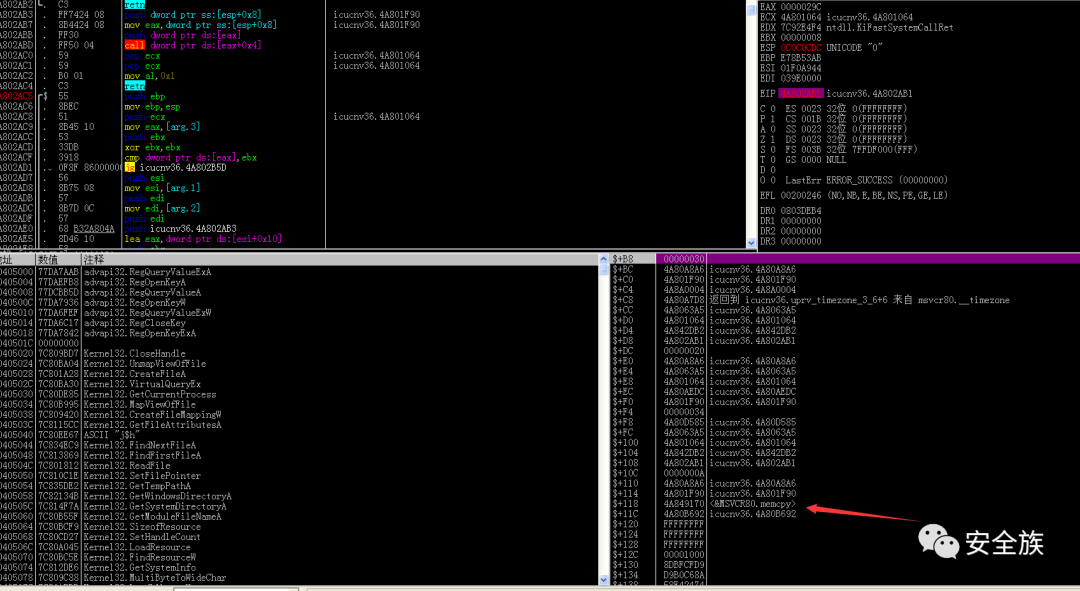 A802AB2 L. C3 retn
A802AB3 . FF7424 08 push dword ptr ss:[esp+0x8] icucnv36.4A801F90
A802AB7 . 8B4424 08 mov eax,dword ptr ss:[esp+0x8] icucnv36.4A801F90
A802ABB . FF30 push dword ptr ds:[eax]
A802ABD . FF50 04 call dword ptr ds:[eax+0x4]
A802AC0 . 59 pop ecx icucnv36.4A801064
A802AC1 . 59 pop ecx icucnv36.4A801064
A802AC2 . B0 01 mov al,0x1
A802AC4 . C3 retn
A802AC5 $ 55 push ebp
A802AC6 . 8BEC mov ebp,esp
A802AC8 . 51 push ecx icucnv36.4A801064
A802AC9 . 8B45 10 mov eax,[arg.3]
A802ACC . 53 push ebx
A802ACD . 33DB xor ebx,ebx
A802ACF . 3918 cmp dword ptr ds:[eax],ebx
A802AD1 . 0F8F 8600000 jg icucnv36.4A802B5D
A802AD7 . 56 push esi
A802AD8 . 8B75 08 mov esi,[arg.1]
A802ADB . 57 push edi
A802ADC . 8B7D 0C mov edi,[arg.2]
A802ADF . 57 push edi
A802AE0 . 68 B32A804A push icucnv36.4A802AB3
A802AE5 . 8D46 10 lea eax,dword ptr ds:[esi+0x10]
EAX 0000029C
ECX 4A801064 icucnv36.4A801064
EDX 7C92E4F4 ntdll.KiFastSystemCallRet
EBX 00000008
ESP 0C0C0CDC UNICODE "0"
EBP E78B53AB
ESI 01F0A944
EDI 039E0000
EIP 4A802AB1 icucnv36.4A802AB1
C 0 ES 0023 32位 0(FFFFFFFF)
P 1 CS 001B 32位 0(FFFFFFFF)
A 0 SS 0023 32位 0(FFFFFFFF)
Z 1 DS 0023 32位 0(FFFFFFFF)
S 0 FS 003B 32位 7FFDF000(FFF)
T 0 GS 0000 NULL
D 0
O 0 LastErr ERROR_SUCCESS (00000000)
EFL 00200246 (NO,NB,E,BE,NS,PE,GE,LE)
DR0 0803DEB4
DR1 00000000
DR2 00000000
DR3 00000000
址 数值 注释
0405000 77DA7AAB advapi32.RegQueryValueExA
0405004 77DAEFB8 advapi32.RegOpenKeyA
0405008 77DCBB5D advapi32.RegQueryValueA
040500C 77DA7936 advapi32.RegOpenKeyW
0405010 77DA6FEF advapi32.RegQueryValueExW
0405014 77DA6C17 advapi32.RegCloseKey
0405018 77DA7842 advapi32.RegOpenKeyExA
040501C 00000000
0405020 7C809BD7 Kernel32.CloseHandle
0405024 7C80BA04 Kernel32.UnmapViewOfFile
0405028 7C801A28 Kernel32.CreateFileA
040502C 7C80BA30 Kernel32.VirtualQueryEx
0405030 7C80DE85 Kernel32.GetCurrentProcess
0405034 7C80B995 Kernel32.MapViewOfFile
0405038 7C809420 Kernel32.CreateFileMappingW
040503C 7C8115CC Kernel32.GetFileAttributesA
0405040 7C80EE67 ASCII "j$h"
0405044 7C834EC9 Kernel32.FindNextFileA
0405048 7C813869 Kernel32.FindFirstFileA
040504C 7C801812 Kernel32.ReadFile
0405050 7C810C1E Kernel32.SetFilePointer
0405054 7C835DE2 Kernel32.GetTempPathA
0405058 7C82134B Kernel32.GetWindowsDirectoryA
040505C 7C814F7A Kernel32.GetSystemDirectoryA
0405060 7C80B55F Kernel32.GetModuleFileNameA
0405064 7C80BCF9 Kernel32.SizeofResource
0405068 7C80CD27 Kernel32.SetHandleCount
040506C 7C80A045 Kernel32.LoadResource
0405070 7C80BC5E Kernel32.FindResourceW
0405074 7C812DE6 Kernel32.GetSystemInfo
0405078 7C809C88 Kernel32.MultiByteToWideChar
$+B8 00000030
$+BC 4A80A8A6 icucnv36.4A80A8A6
$+C0 4A801F90 icucnv36.4A801F90
$+C4 4A8A0004 icucnv36.4A8A0004
$+C8 4A80A7D8 返回到 icucnv36.uprv_timezone_3_6+6 来自 msvcr80.__timezone
$+CC 4A8063A5 icucnv36.4A8063A5
$+D0 4A801064 icucnv36.4A801064
$+D4 4A842DB2 icucnv36.4A842DB2
$+D8 4A802AB1 icucnv36.4A802AB1
$+DC 00000020
$+E0 4A80A8A6 icucnv36.4A80A8A6
$+E4 4A8063A5 icucnv36.4A8063A5
$+E8 4A801064 icucnv36.4A801064
$+EC 4A80AEDC icucnv36.4A80AEDC
$+F0 4A801F90 icucnv36.4A801F90
$+F4 00000034
$+F8 4A80D585 icucnv36.4A80D585
$+FC 4A8063A5 icucnv36.4A8063A5
$+100 4A801064 icucnv36.4A801064
$+104 4A842DB2 icucnv36.4A842DB2
$+108 4A802AB1 icucnv36.4A802AB1
$+10C 0000000A
$+110 4A80A8A6 icucnv36.4A80A8A6
$+114 4A801F90 icucnv36.4A801F90
$+118 4A849170 <&MSVCR80.memcpy>
$+11C 4A80B692 icucnv36.4A80B692
$+120 FFFFFFFF
$+124 FFFFFFFF
$+128 FFFFFFFF
$+12C 00001000
$+130 8DBFCFD9
$+134 D9B0C68A
安全族